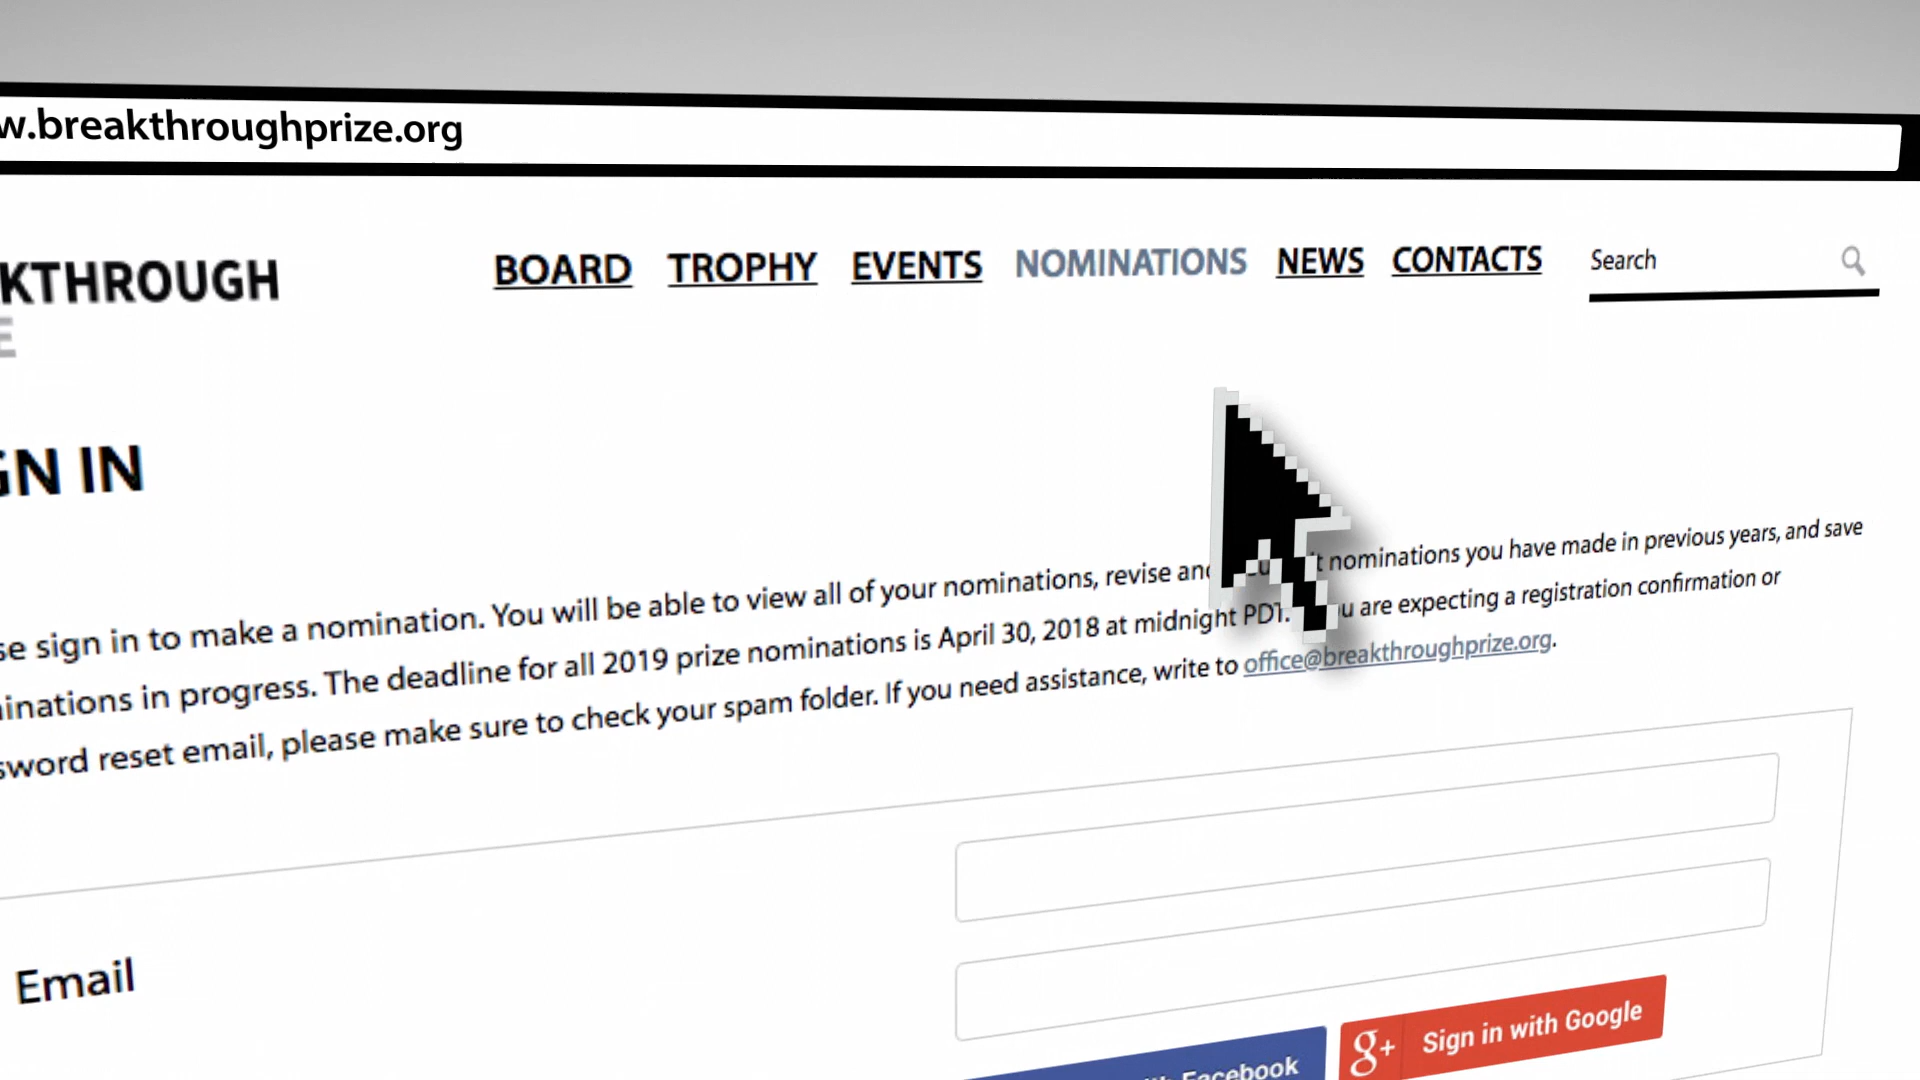 w.breakthroughprize.org
KTHROUGH
E
BOARD TROPHY EVENTS NOMINATIONS NEWS CONTACTS Search
GN IN
se sign in to make a nomination. You will be able to view all of your nominations, revise and nominations you have made in previous years, and save
inations in progress. The deadline for all 2019 prize nominations is April 30, 2018 at midnight PDT. are expecting a registration confirmation or
sword reset email, please make sure to check your spam folder. If you need assistance, write to office@breakthroughprize.org.
Email
Facebook
g+ Sign in with Google